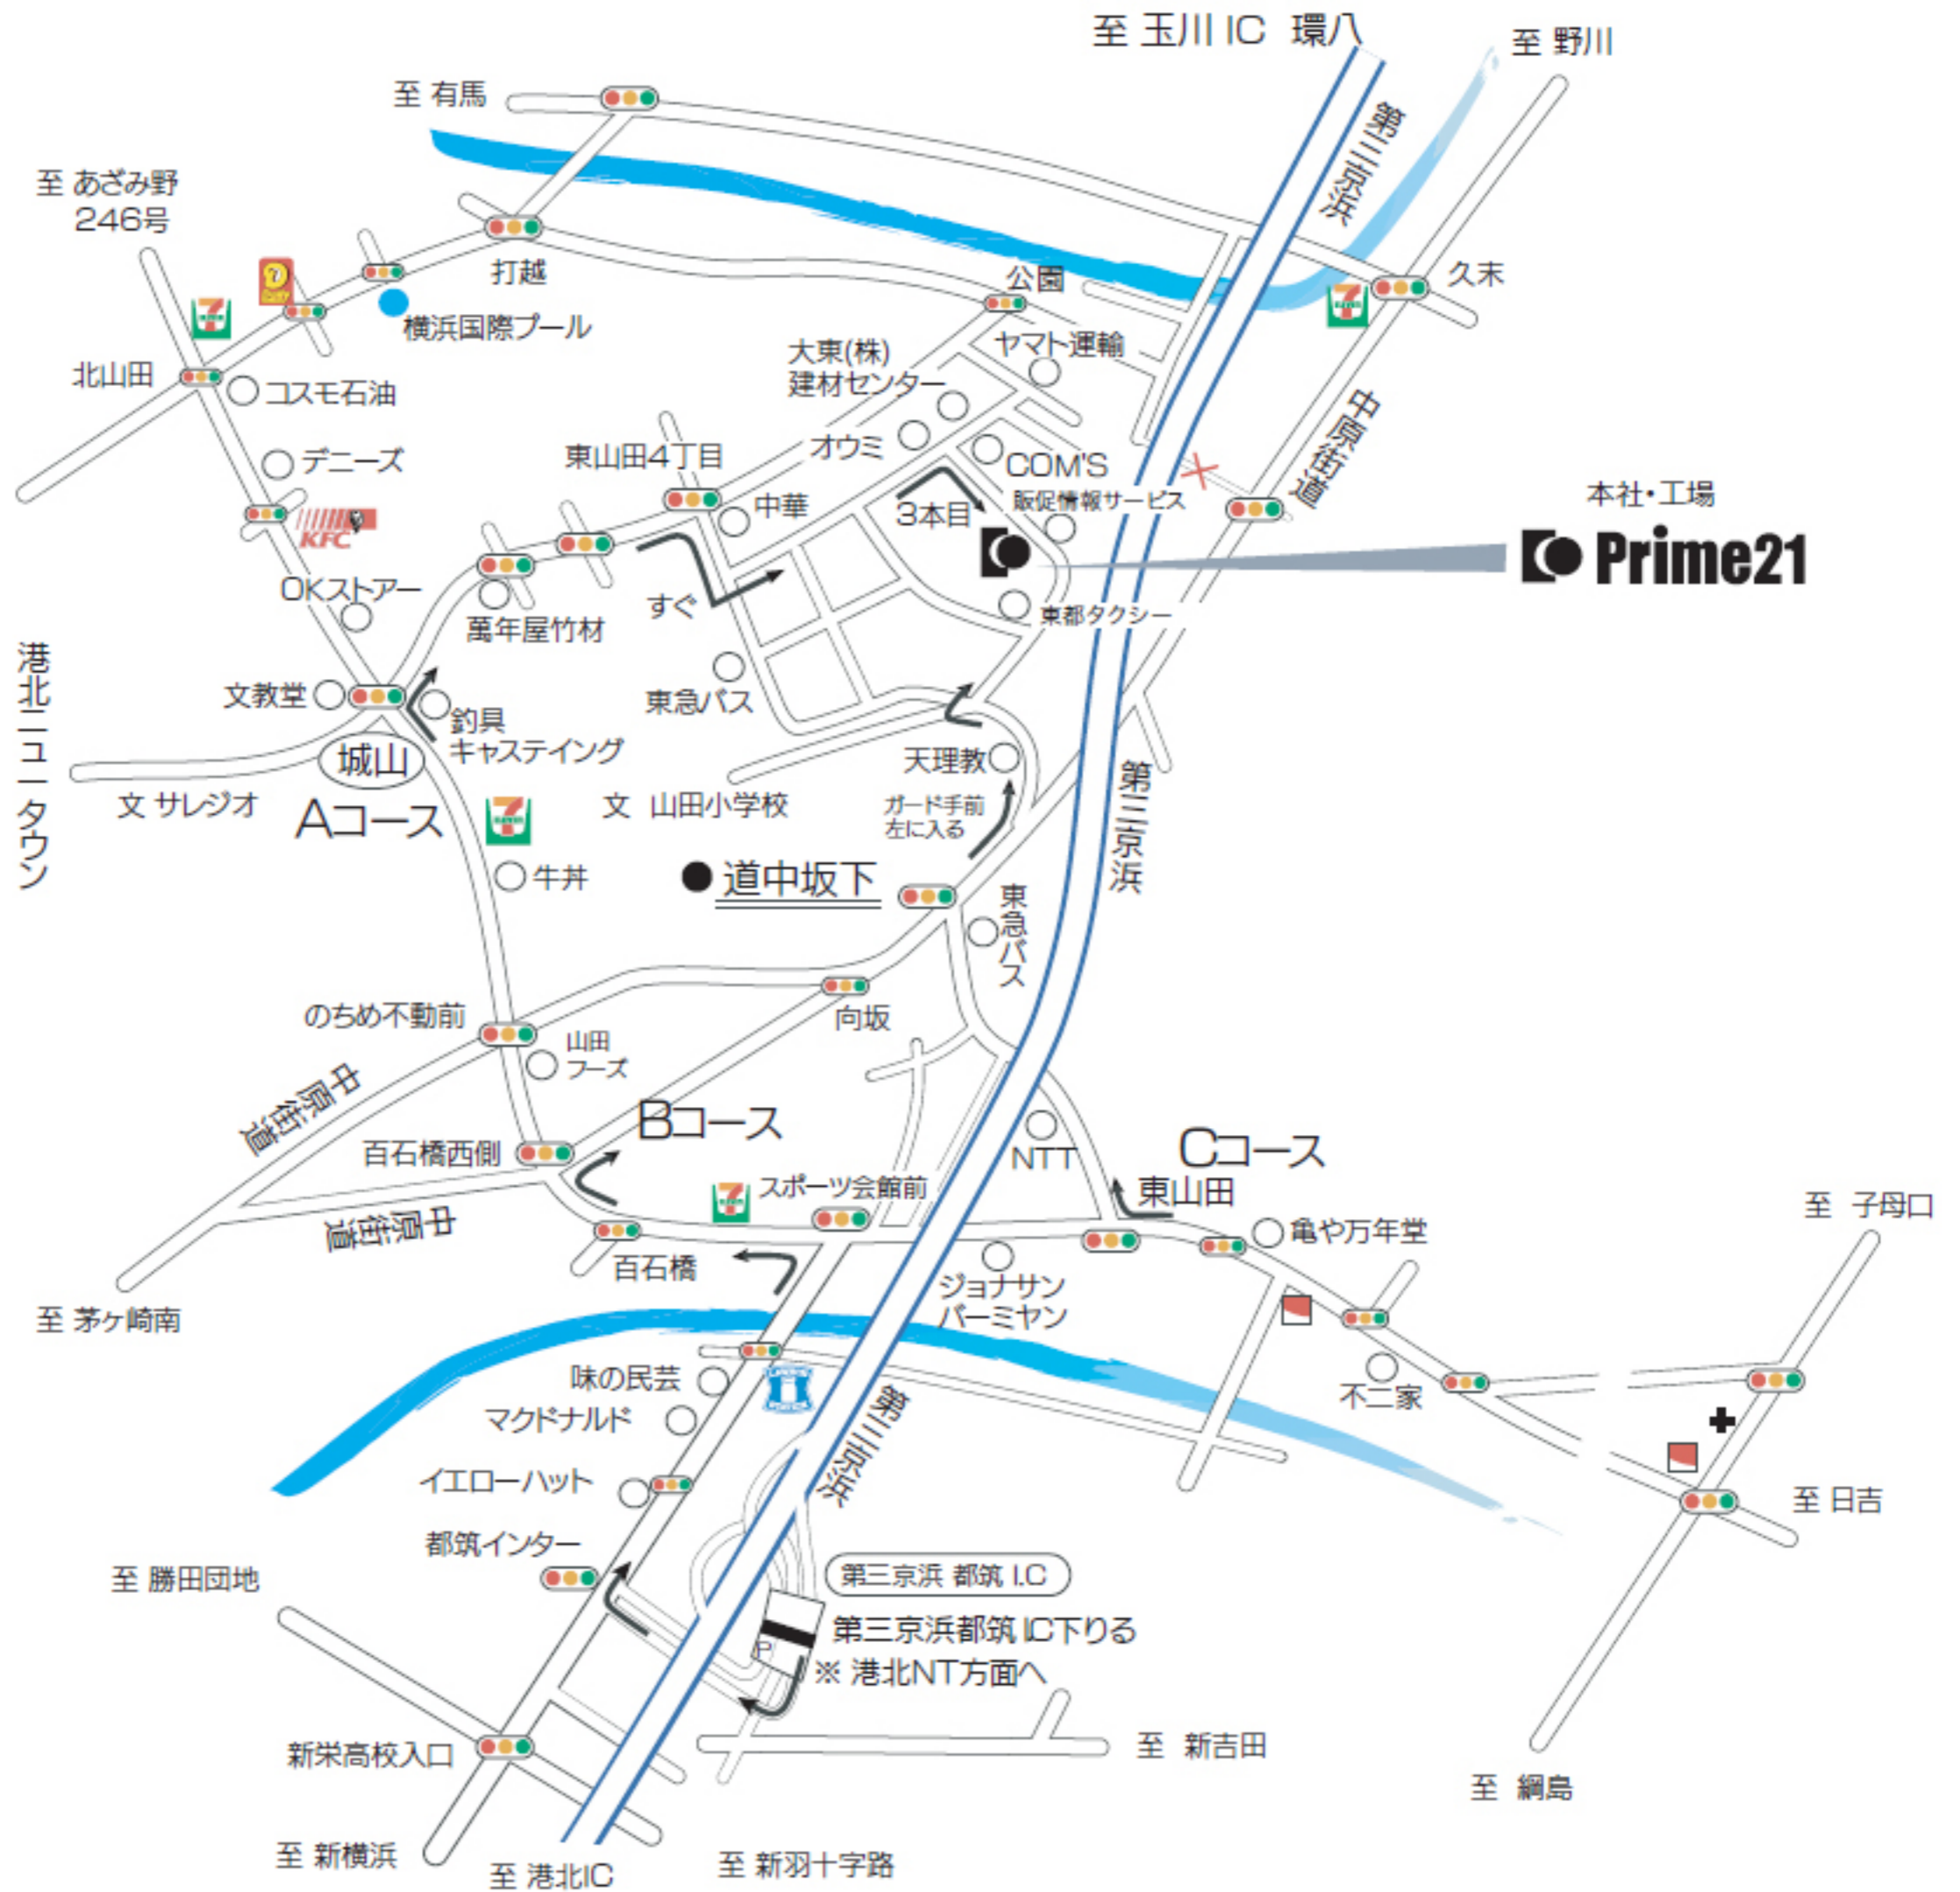 至 玉川 IC 環八
至 野川
至 有馬
第三京浜
至 あざみ野
246号
打越
公園
久末
横浜国際プール
ヤマト運輸
大東(株)
建材センター
北山田
コスモ石油
中原街道
オウミ
デニーズ
東山田4丁目
COM'S
販促情報サービス
本社・工場
中華
3本目
KFC
Prime21
OKストアー
すぐ
萬年屋竹材
東都タクシー
港北ニュータウン
文教堂
東急バス
釣具
キャステイング
城山
天理教
第三京浜
文 サレジオ
Aコース
文 山田小学校
ガード手前
左に入る
牛丼
道中坂下
東急バス
のちめ不動前
向坂
山田
フーズ
中原街道
Bコース
NTT
Cコース
百石橋西側
スポーツ会館前
東山田
至 子母口
中原街道
亀や万年堂
百石橋
ジョナサン
バーミヤン
至 茅ヶ崎南
味の民芸
不二家
マクドナルド
第三京浜
イエローハット
至 日吉
都筑インター
至 勝田団地
第三京浜 都筑 I.C
P
第三京浜都筑 IC下りる
※ 港北NT方面へ
新栄高校入口
至 新吉田
至 綱島
至 新横浜
至 港北IC
至 新羽十字路